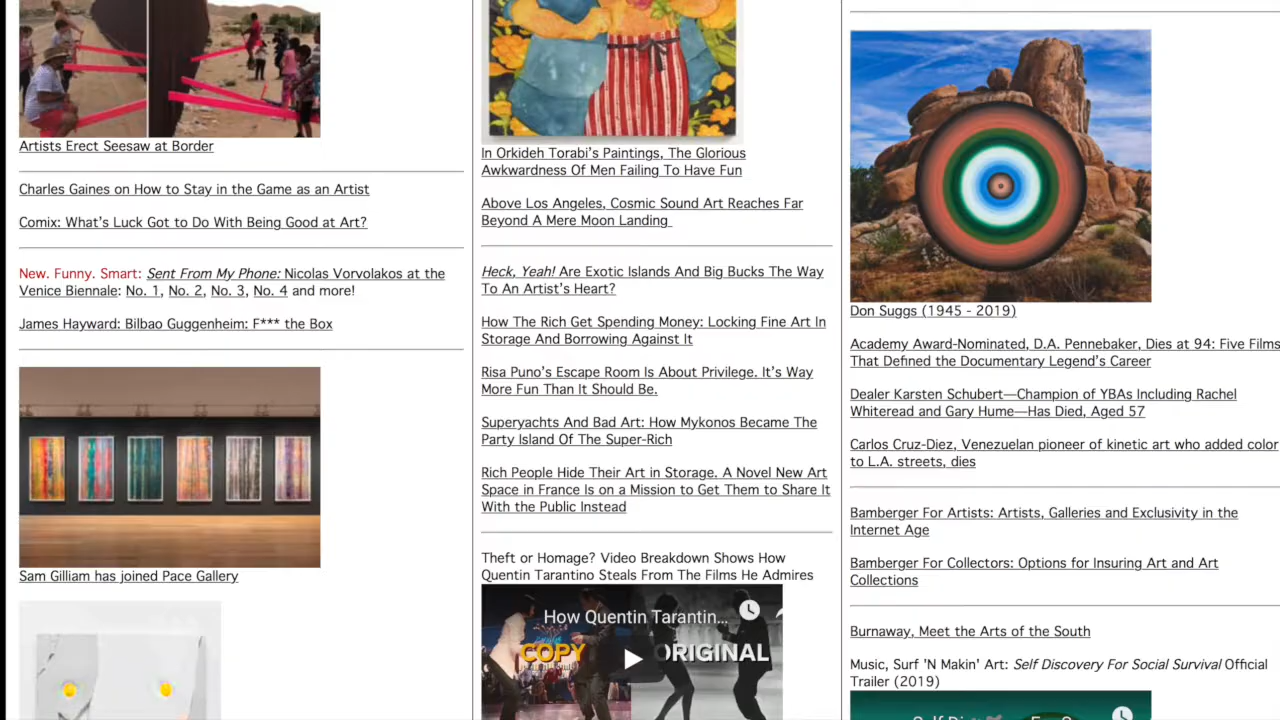 Artists Erect Seesaw at Border
Charles Gaines on How to Stay in the Game as an Artist
Comix: What's Luck Got to Do With Being Good at Art?
New. Funny. Smart: Sent From My Phone: Nicolas Vorvolakos at the
Venice Biennale: No. 1, No. 2, No. 3, No. 4 and more!
James Hayward: Bilbao Guggenheim: F*** the Box
Sam Gilliam has joined Pace Gallery
In Orkideh Torabi's Paintings, The Glorious
Awkwardness Of Men Failing To Have Fun
Above Los Angeles, Cosmic Sound Art Reaches Far
Beyond A Mere Moon Landing
Heck, Yeah! Are Exotic Islands And Big Bucks The Way
To An Artist's Heart?
How The Rich Get Spending Money: Locking Fine Art In
Storage And Borrowing Against It
Risa Puno's Escape Room Is About Privilege. It's Way
More Fun Than It Should Be.
Superyachts And Bad Art: How Mykonos Became The
Party Island Of The Super-Rich
Rich People Hide Their Art in Storage. A Novel New Art
Space in France Is on a Mission to Get Them to Share It
With the Public Instead
Theft or Homage? Video Breakdown Shows How
Quentin Tarantino Steals From The Films He Admires
How Quentin Tarantin...
COPY
ORIGINAL
Don Suggs (1945 - 2019)
Academy Award-Nominated, D.A. Pennebaker, Dies at 94: Five Films
That Defined the Documentary Legend's Career
Dealer Karsten Schubert—Champion of YBAs Including Rachel
Whiteread and Gary Hume—Has Died, Aged 57
Carlos Cruz-Diez, Venezuelan pioneer of kinetic art who added color
to L.A. streets, dies
Bamberger For Artists: Artists, Galleries and Exclusivity in the
Internet Age
Bamberger For Collectors: Options for Insuring Art and Art
Collections
Burnaway, Meet the Arts of the South
Music, Surf 'N Makin' Art: Self Discovery For Social Survival Official
Trailer (2019)